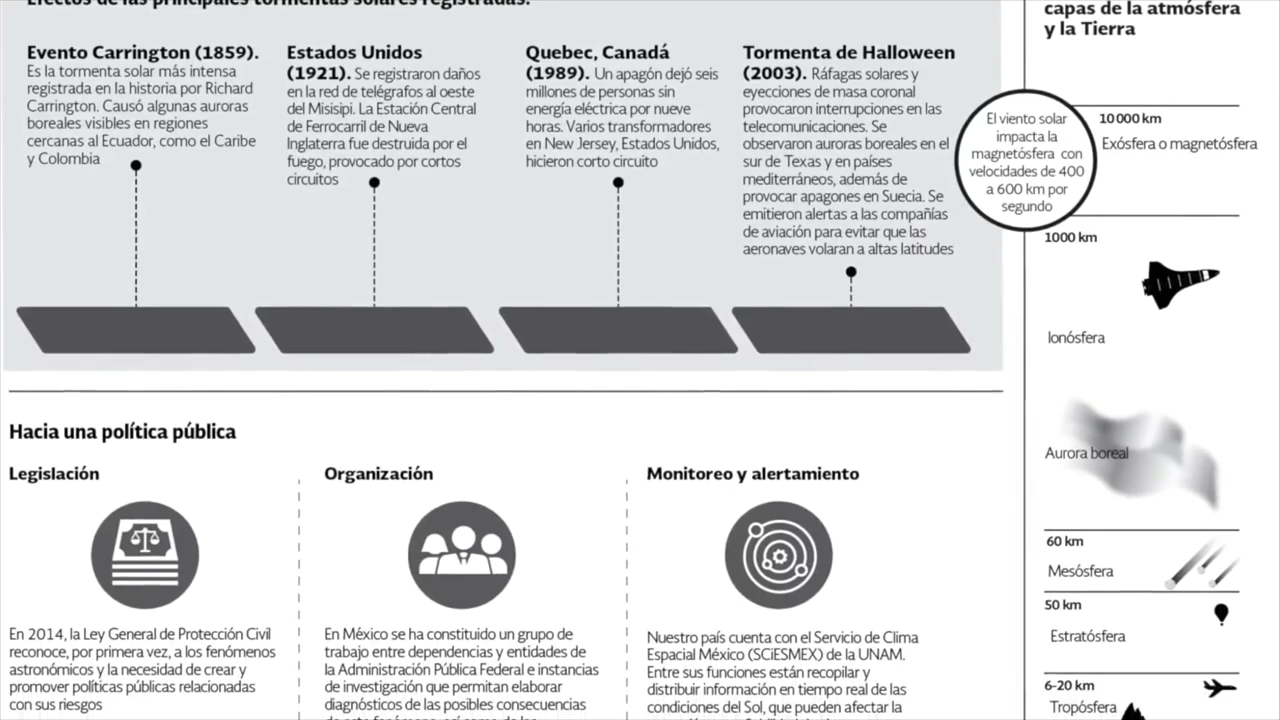 Efectos de las principales tormentas solares registradas.
Evento Carrington (1859).
Es la tormenta solar más intensa
registrada en la historia por Richard
Carrington. Causó algunas auroras
boreales visibles en regiones
cercanas al Ecuador, como el Caribe
y Colombia
Estados Unidos
(1921). Se registraron daños
en la red de telégrafos al oeste
del Misisipi. La Estación Central
de Ferrocarril de Nueva
Inglaterra fue destruida por el
fuego, provocado por cortos
circuitos
Quebec, Canadá
(1989). Un apagón dejó seis
millones de personas sin
energía eléctrica por nueve
horas. Varios transformadores
en New Jersey, Estados Unidos,
hicieron corto circuito
Tormenta de Halloween
(2003). Ráfagas solares y
eyecciones de masa coronal
provocaron interrupciones en las
telecomunicaciones. Se
observaron auroras boreales en el
sur de Texas y en países
mediterráneos, además de
provocar apagones en Suecia. Se
emitieron alertas a las compañías
de aviación para evitar que las
aeronaves volaran a altas latitudes
Hacia una política pública
Legislación
En 2014, la Ley General de Protección Civil
reconoce, por primera vez, a los fenómenos
astronómicos y la necesidad de crear y
promover políticas públicas relacionadas
con sus riesgos
Organización
En México se ha constituido un grupo de
trabajo entre dependencias y entidades de
la Administración Pública Federal e instancias
de investigación que permitan elaborar
diagnósticos de las posibles consecuencias
Monitoreo y alertamiento
Nuestro país cuenta con el Servicio de Clima
Espacial México (SCiESMEX) de la UNAM.
Entre sus funciones están recopilar y
distribuir información en tiempo real de las
condiciones del Sol, que pueden afectar la
capas de la atmósfera
y la Tierra
El viento solar
impacta la
magnetósfera con
velocidades de 400
a 600 km por
segundo
10 000 km
Exósfera o magnetósfera
1000 km
Ionósfera
Aurora boreal
60 km
Mesósfera
50 km
Estratósfera
6-20 km
Tropósfera